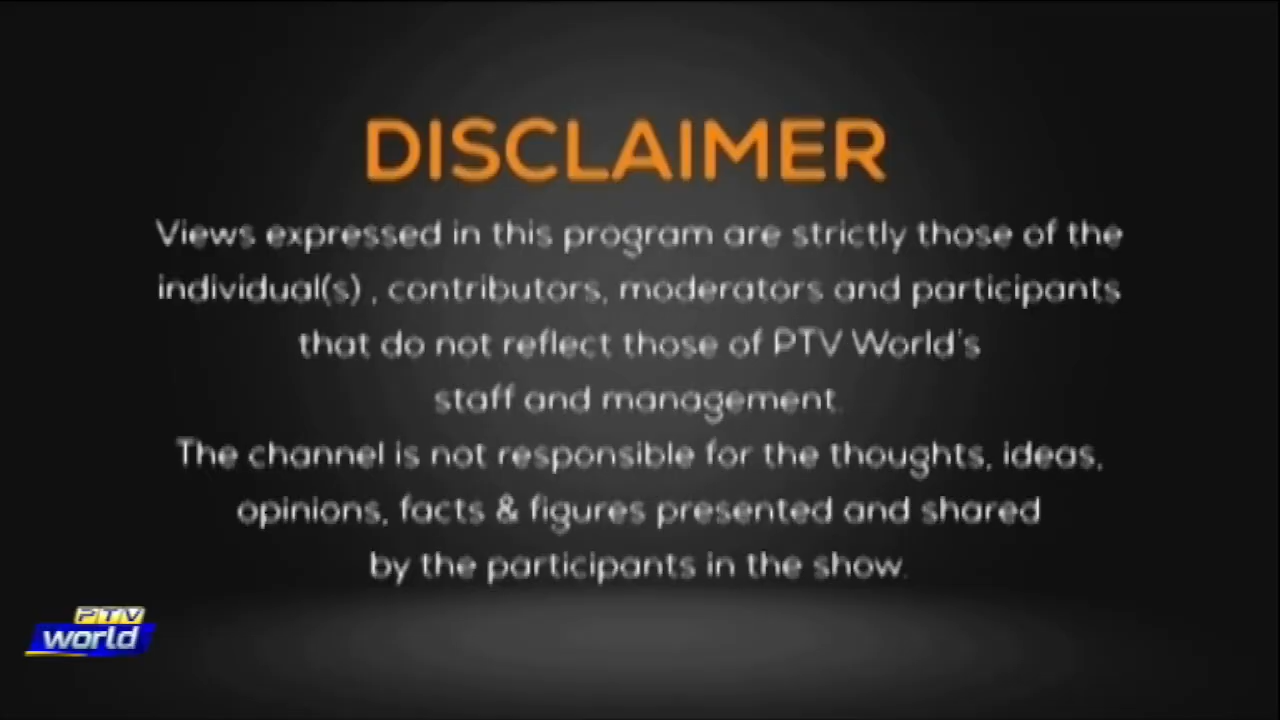 DISCLAIMER
Views expressed in this program are strictly those of the
individual(s) , contributors, moderators and participants
that do not reflect those of PTV World's
staff and management.
The channel is not responsible for the thoughts, ideas,
opinions, facts & figures presented and shared
by the participants in the show.
PTV
world